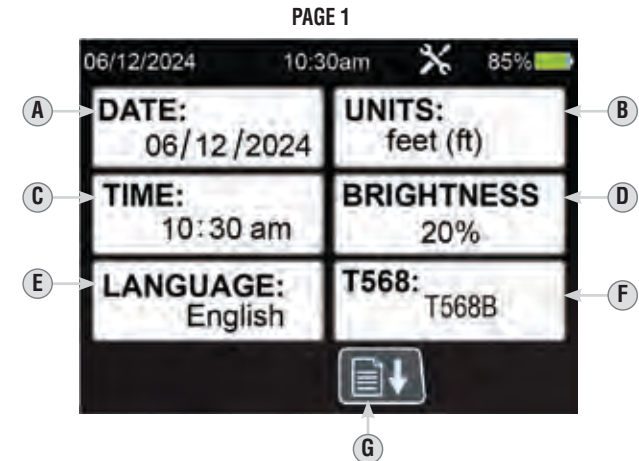 PAGE 1
06/12/2024 10:30am 85%
A DATE: UNITS: B
06/12/2024 feet (ft)
C TIME: BRIGHTNESS D
10:30 am 20%
E LANGUAGE: T568: F
English T568B
G